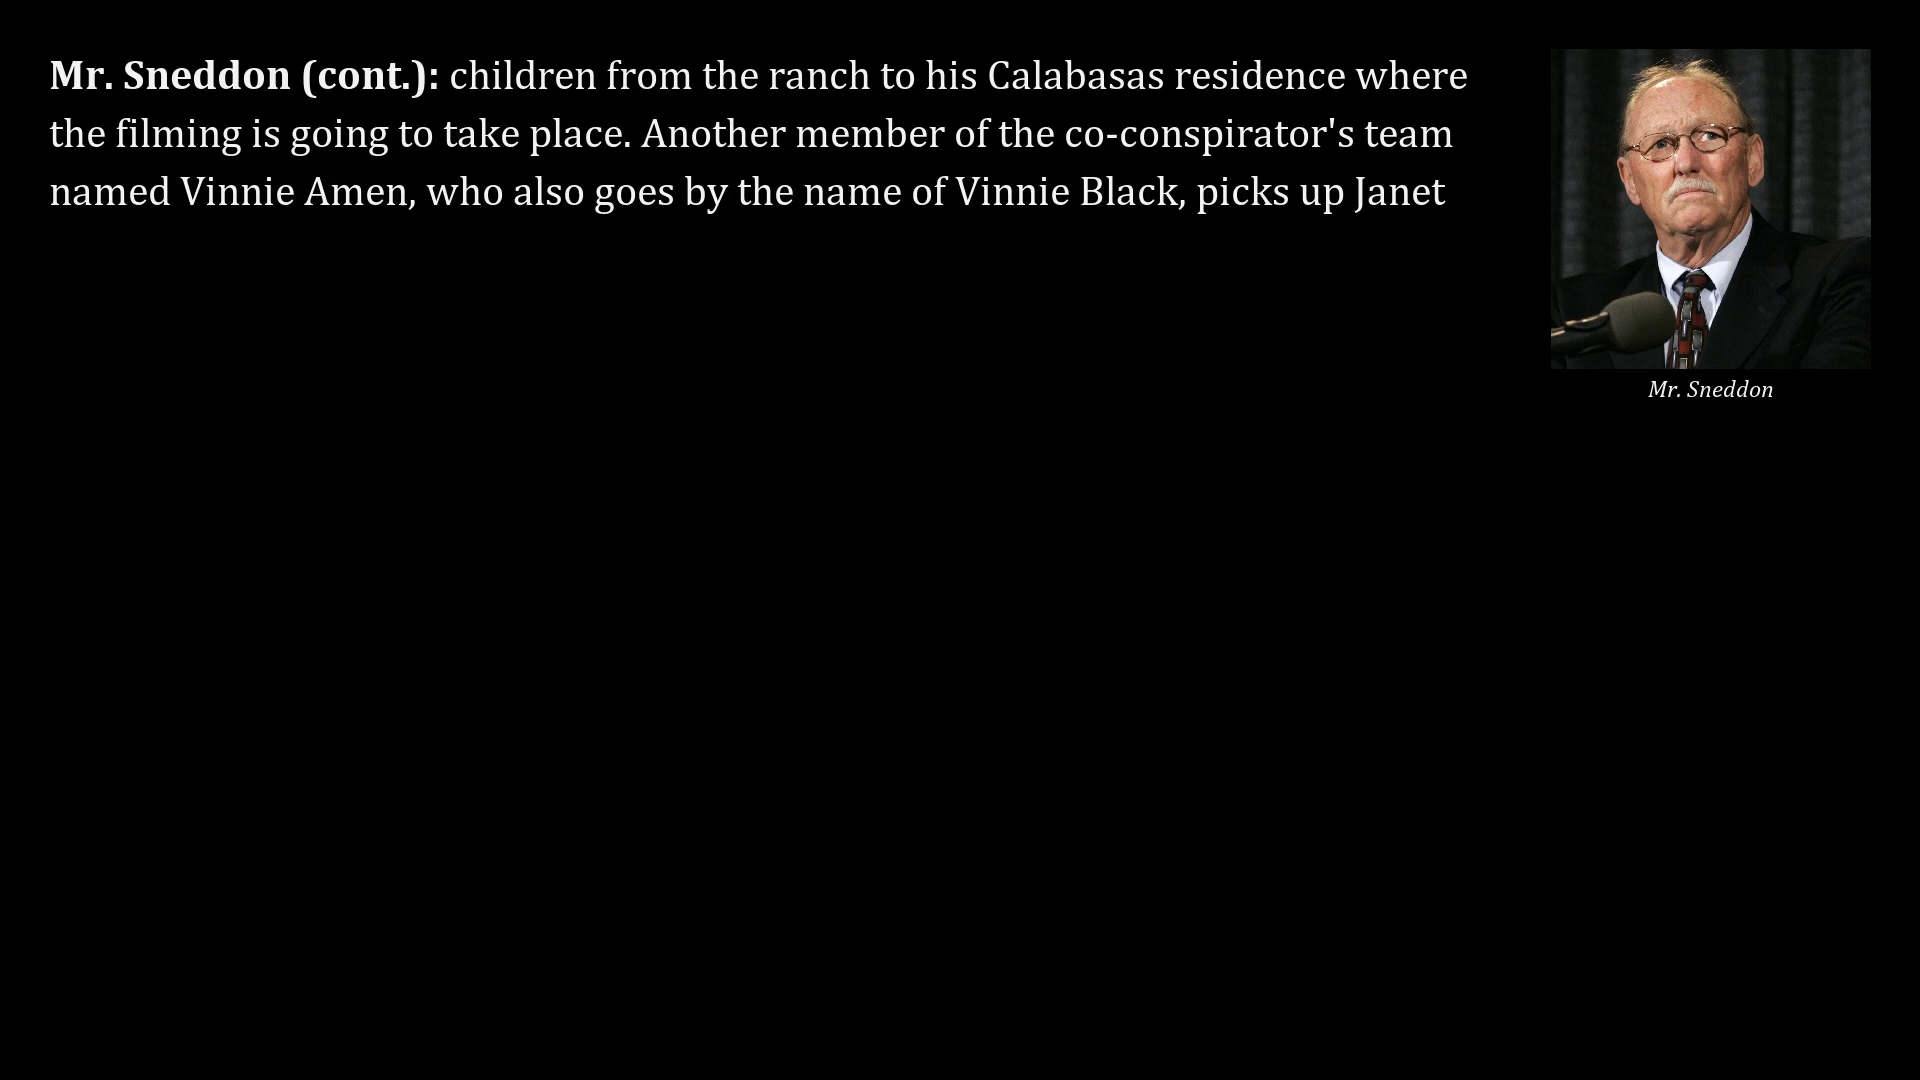 Mr. Sneddon (cont.): children from the ranch to his Calabasas residence where
the filming is going to take place. Another member of the co-conspirator's team
named Vinnie Amen, who also goes by the name of Vinnie Black, picks up Janet
Mr. Sneddon